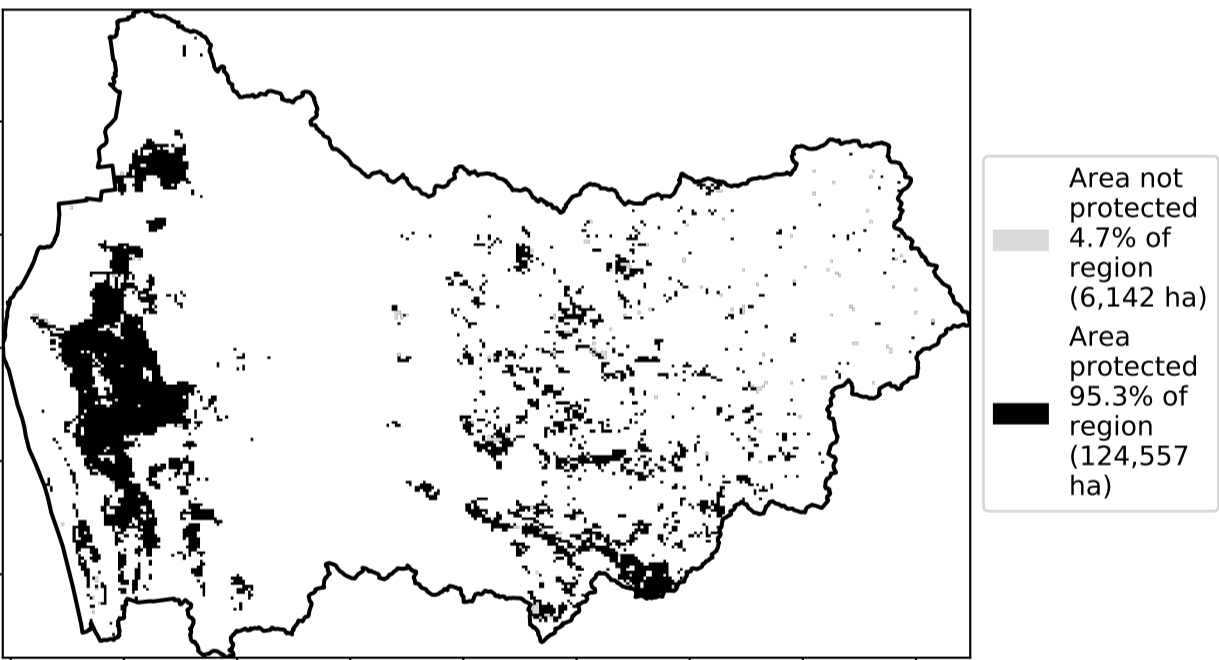 Area not
protected
4.7% of
region
(6,142 ha)
Area
protected
95.3% of
region
(124,557
ha)